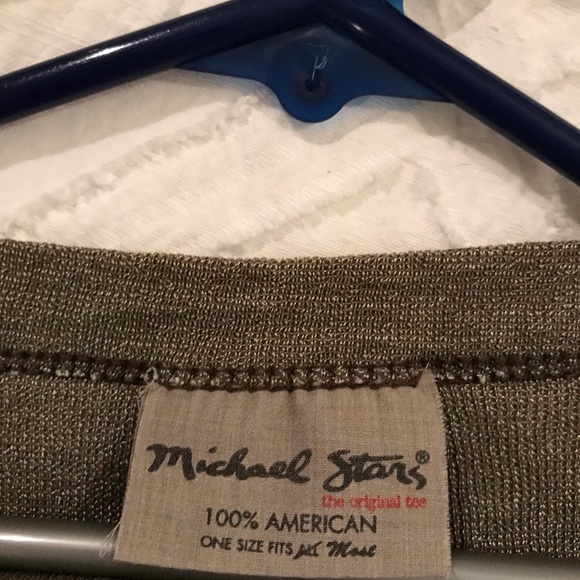 Michael Stars®
the original tee
100% AMERICAN
ONE SIZE FITS Most